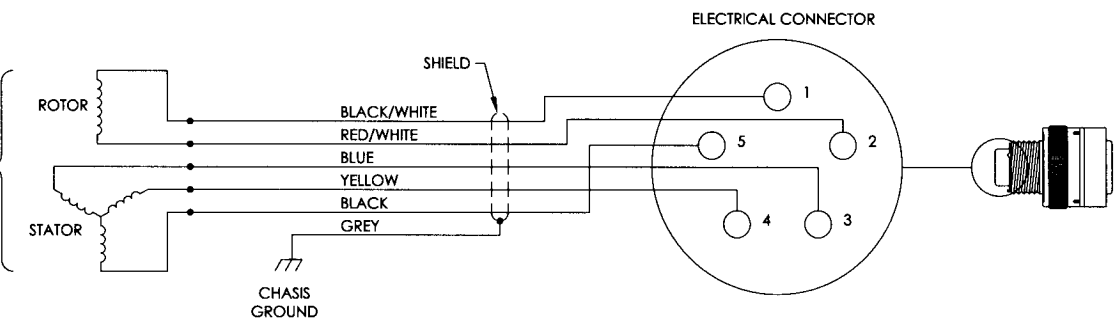 ELECTRICAL CONNECTOR
SHIELD
ROTOR
BLACK/WHITE
1
RED/WHITE
BLUE
5
2
YELLOW
BLACK
STATOR
GREY
4
3
CHASIS
GROUND